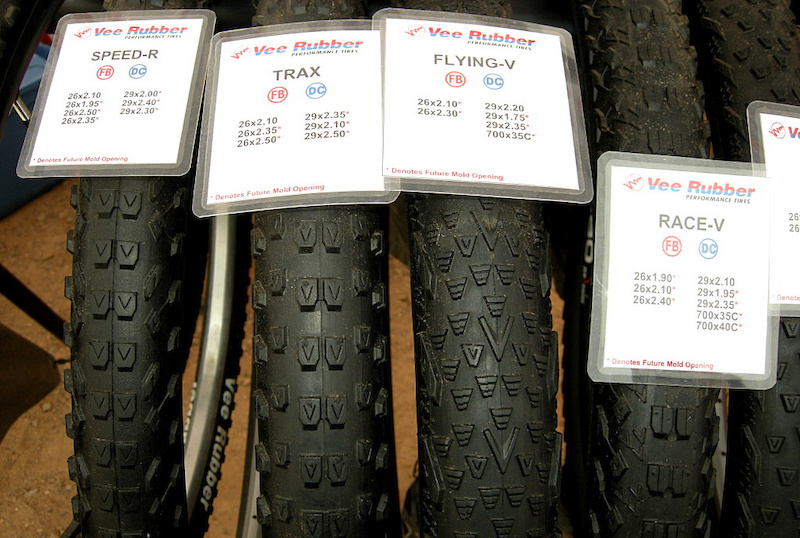 Vee Rubber
PERFORMANCE TIRES
SPEED-R
FB DC
26x2.10 29x2.00*
26x1.95* 29x2.40*
26x2.50* 29x2.30*
26x2.35*
* Denotes Future Mold Opening
Vee Rubber
PERFORMANCE TIRES
TRAX
FB DC
26x2.10 29x2.35*
26x2.35* 29x2.10*
26x2.50* 29x2.50*
* Denotes Future Mold Opening
Vee Rubber
PERFORMANCE TIRES
FLYING-V
FB DC
26x2.10* 29x2.20
26x2.30* 29x1.75*
29x2.35*
700x35C*
* Denotes Future Mold Opening
Vee Rubber
PERFORMANCE TIRES
RACE-V
FB DC
26x1.90* 29x2.10
26x2.10* 29x1.95*
26x2.40* 29x2.35*
700x35C*
700x40C*
* Denotes Future Mold Opening
Vee Rubber